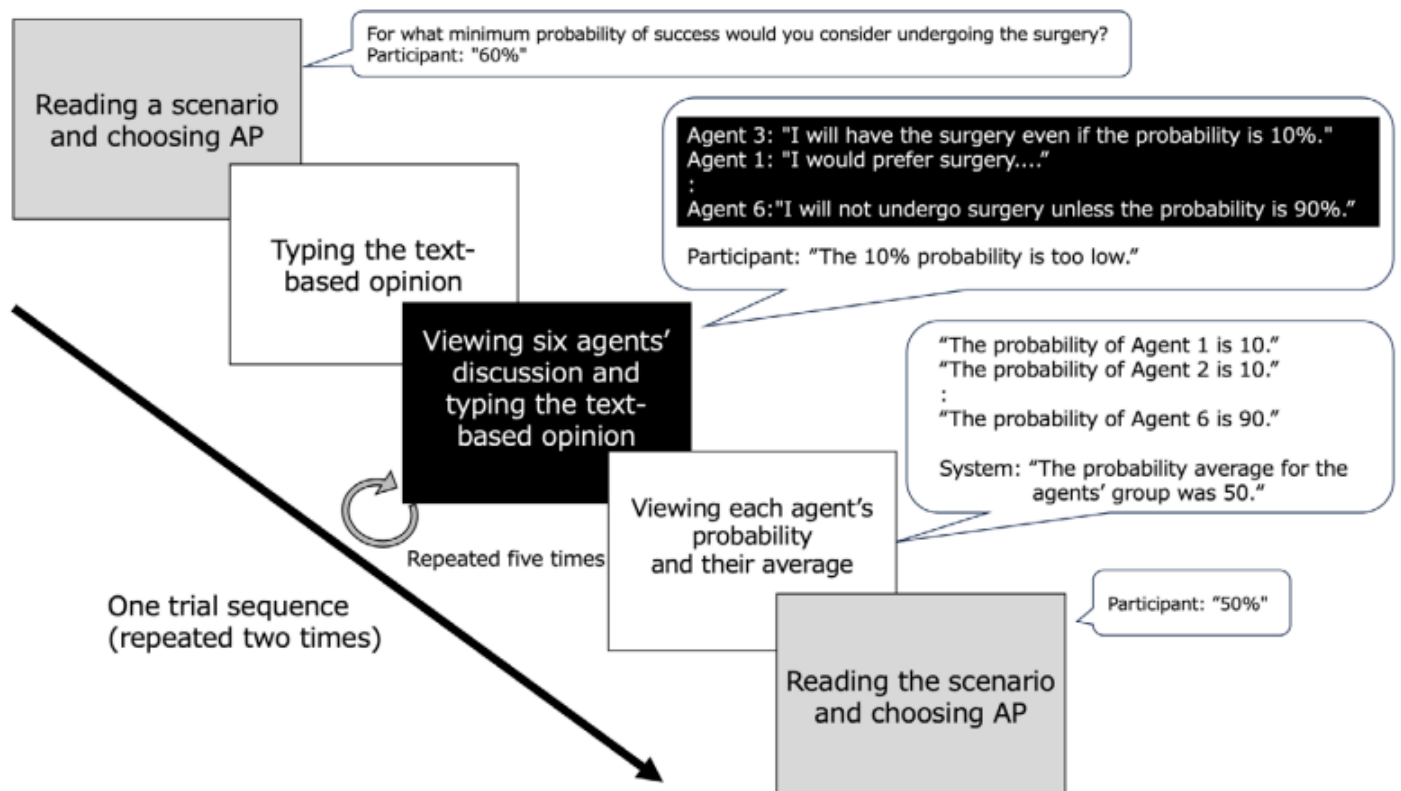 For what minimum probability of success would you consider undergoing the surgery?
Participant: "60%"
Reading a scenario
and choosing AP
Agent 3: "I will have the surgery even if the probability is 10%."
Agent 1: "I would prefer surgery....”
:
Agent 6:"I will not undergo surgery unless the probability is 90%.”
Participant: ”The 10% probability is too low.”
Typing the text-
based opinion
Viewing six agents’
discussion and
typing the text-
based opinion
“The probability of Agent 1 is 10.”
“The probability of Agent 2 is 10.”
:
“The probability of Agent 6 is 90.”
System: “The probability average for the
agents’ group was 50.“
Viewing each agent’s
probability
and their average
Repeated five times
One trial sequence
(repeated two times)
Participant: “50%"
Reading the scenario
and choosing AP